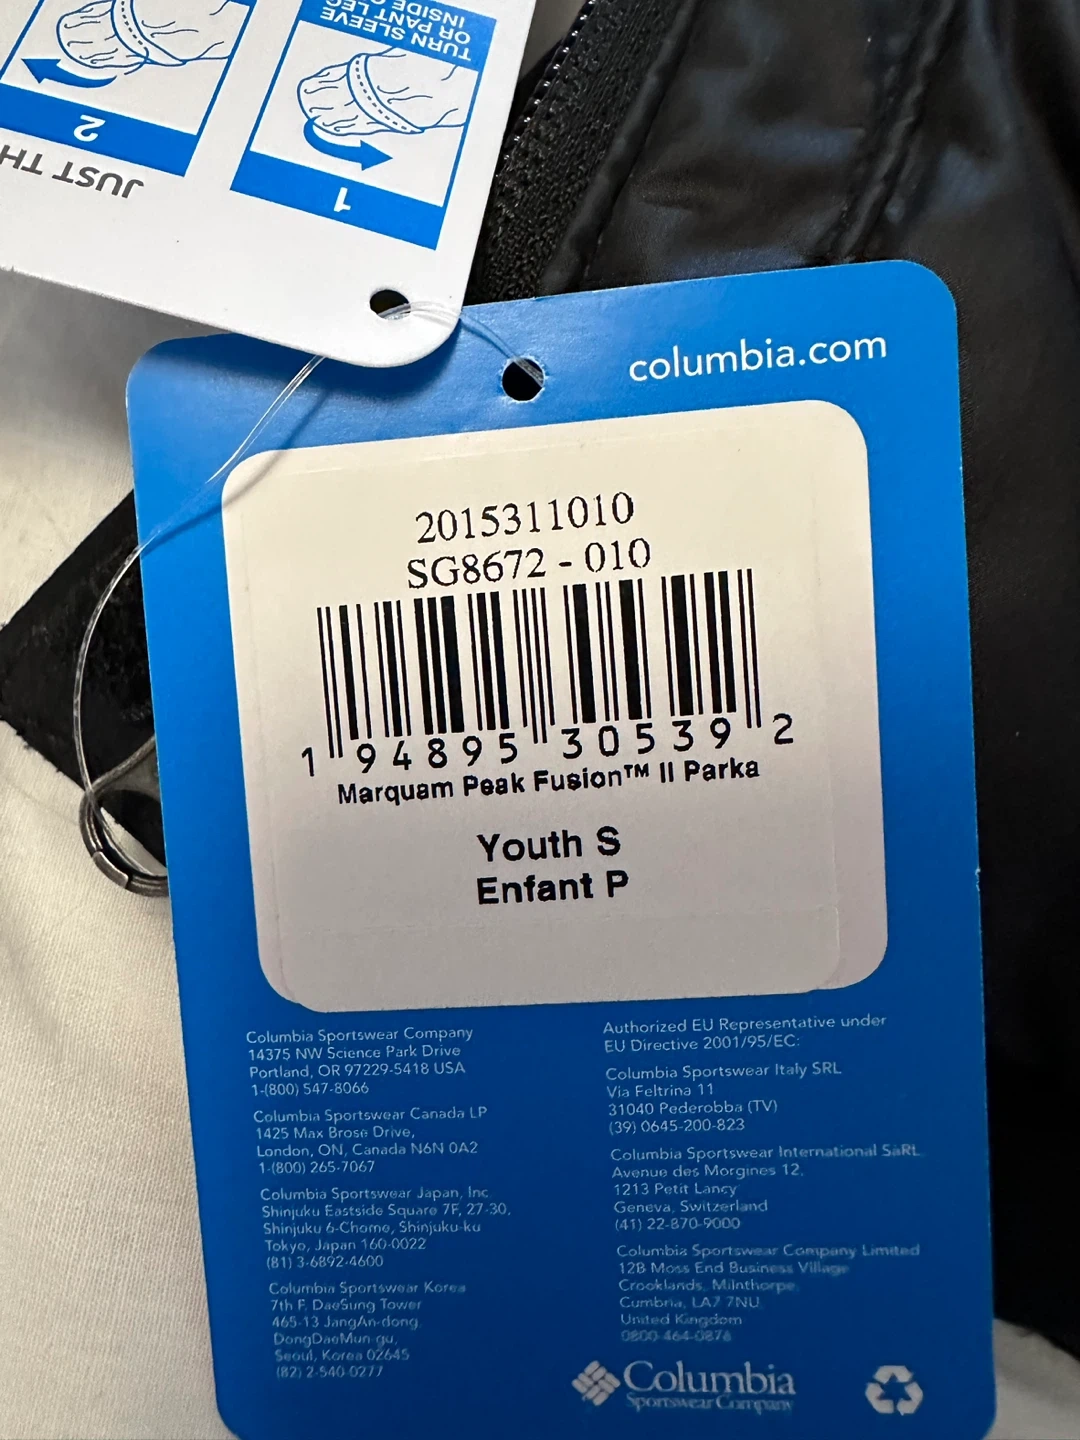 TURN SLEEVE
OR PANT LEG
INSIDE
1
2
JUST TH
columbia.com
2015311010
SG8672 - 010
1 94895 30539 2
Marquam Peak Fusion™ II Parka
Youth S
Enfant P
Columbia Sportswear Company
14375 NW Science Park Drive
Portland, OR 97229-5418 USA
1-(800) 547-8066
Columbia Sportswear Canada LP
1425 Max Brose Drive,
London, ON, Canada N6N 0A2
1-(800) 265-7067
Columbia Sportswear Japan, Inc
Shinjuku Eastside Square 7F, 27-30,
Shinjuku 6-Chome, Shinjuku-ku
Tokyo, Japan 160-0022
(81) 3-6892-4600
Columbia Sportswear Korea
7th F. DaeSung Tower
465-13 JangAn-dong
DongDaeMun-gu,
Seoul, Korea 02645
(82) 2-540-0277
Authorized EU Representative under
EU Directive 2001/95/EC:
Columbia Sportswear Italy SRL
Via Feltrina 11
31040 Pederobba (TV)
(39) 0645-200-823
Columbia Sportswear International SàRL
Avenue des Morgines 12,
1213 Petit Lancy
Geneva, Switzerland
(41) 22-870-9000
Columbia Sportswear Company Limited
12B Moss End Business Village
Crooklands, Milnthorpe,
Cumbria, LA7 7NU
United Kingdom
0800-464-0876
Columbia
Sportswear Company